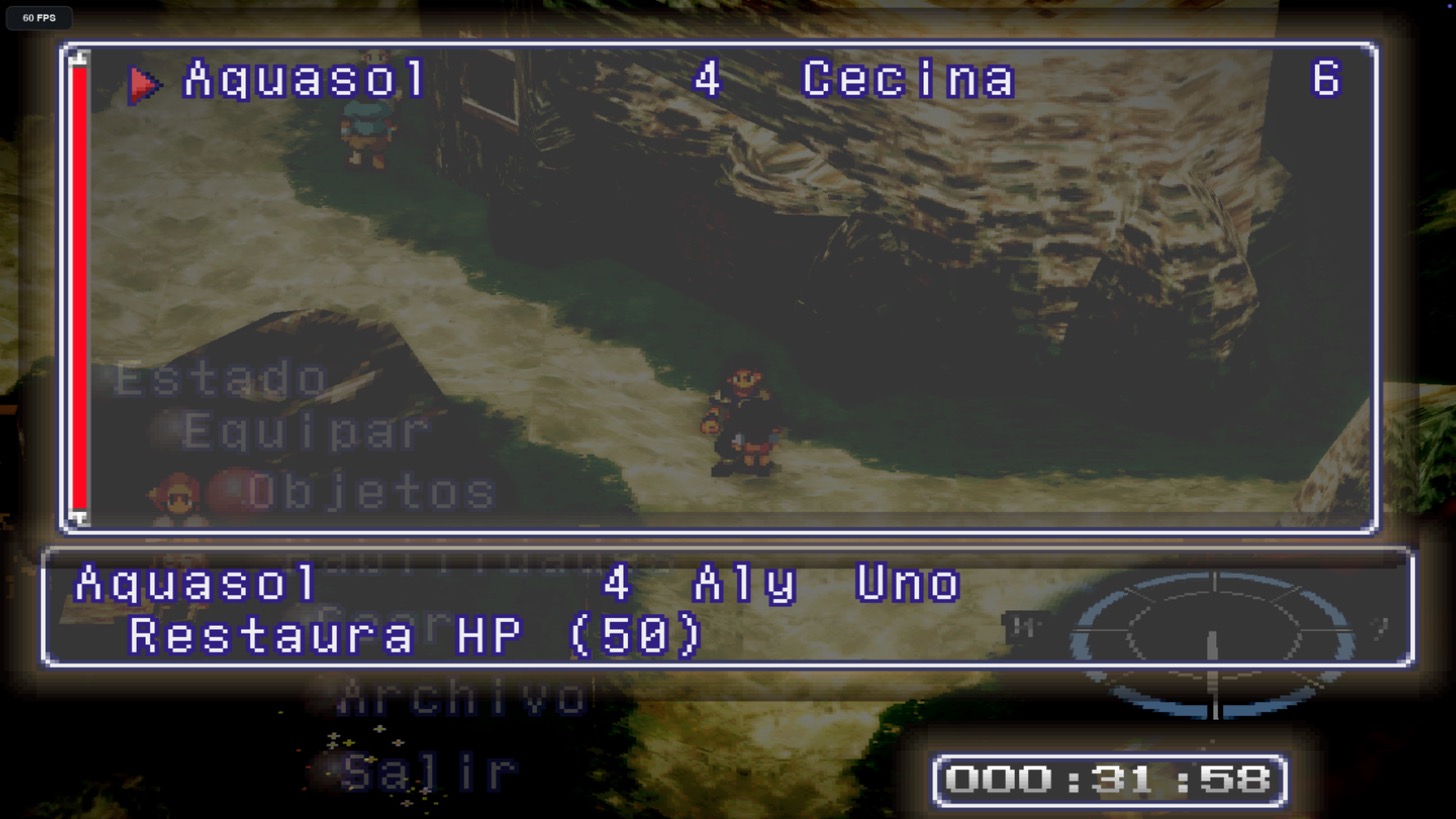 60 FPS
Aquasol 4 Cecina 6
Estado
Equipar
Objetos
Aquasol 4 Aly Uno
Restaura HP (50)
Archivo
Salir
000:31:58